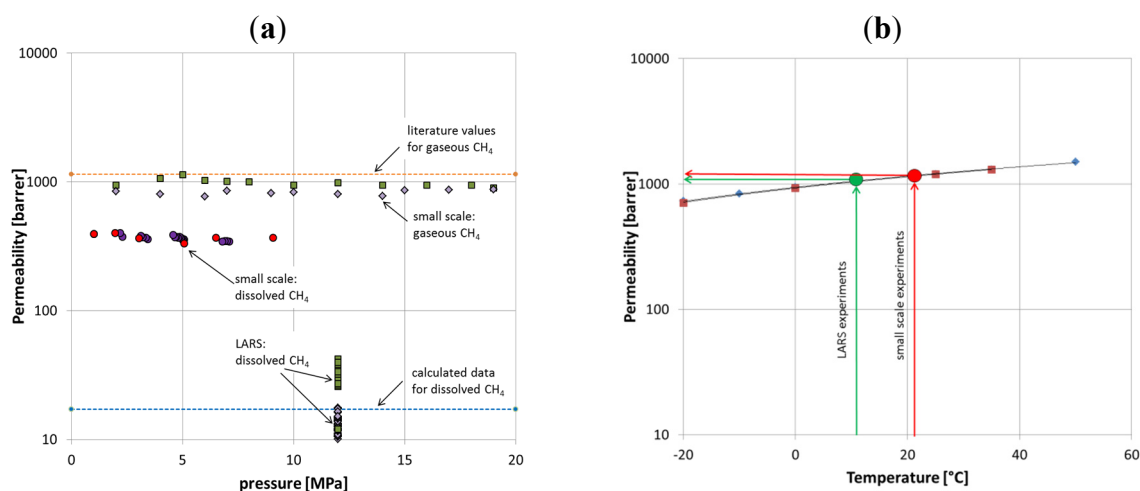 (a)
10000
1000
100
10
Permeability [barrer]
literature values
for gaseous CH₄
small scale:
gaseous CH₄
small scale:
dissolved CH₄
LARS:
dissolved CH₄
calculated data
for dissolved CH₄
0 5 10 15 20
pressure [MPa]
(b)
10000
1000
100
10
Permeability [barrer]
LARS experiments
small scale experiments
-20 0 20 40 60
Temperature [°C]